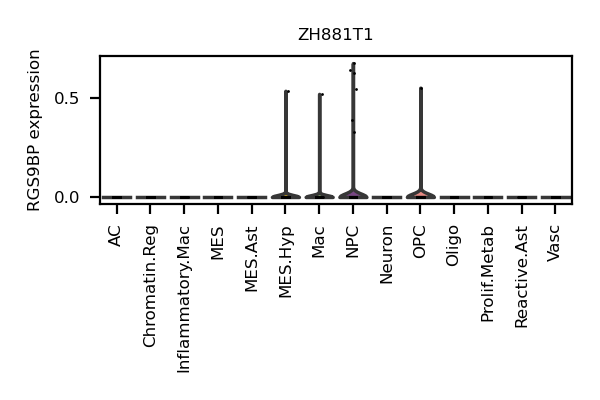 ZH881T1
RGS9BP expression
0.5
0.0
AC
Chromatin.Reg
Inflammatory.Mac
MES
MES.Ast
MES.Hyp
Mac
NPC
Neuron
OPC
Oligo
Prolif.Metab
Reactive.Ast
Vasc